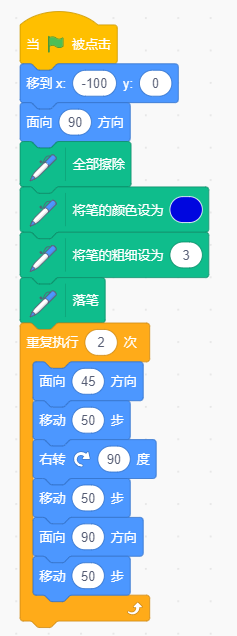 当 被点击
移到 x: -100 y: 0
面向 90 方向
全部擦除
将笔的颜色设为
将笔的粗细设为 3
落笔
重复执行 2 次
面向 45 方向
移动 50 步
右转 90 度
移动 50 步
面向 90 方向
移动 50 步